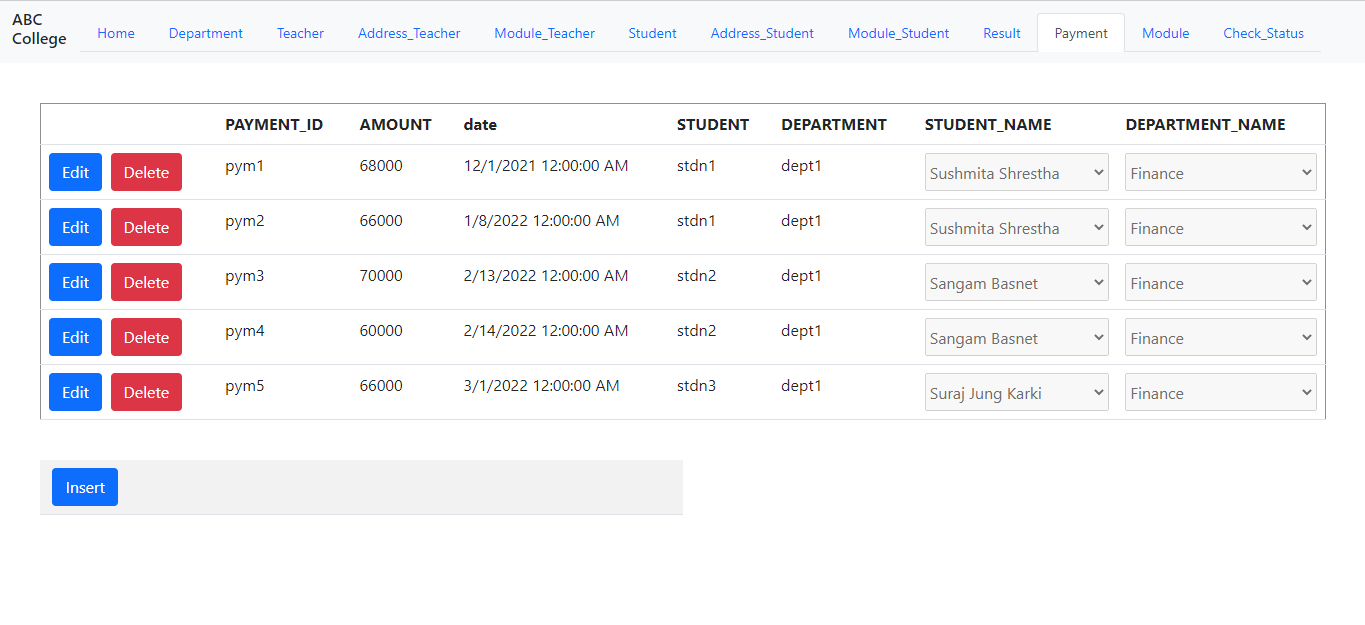 ABC College
Home Department Teacher Address_Teacher Module_Teacher Student Address_Student Module_Student Result Payment Module Check_Status
PAYMENT_ID AMOUNT date STUDENT DEPARTMENT STUDENT_NAME DEPARTMENT_NAME
Edit Delete pym1 68000 12/1/2021 12:00:00 AM stdn1 dept1 Sushmita Shrestha Finance
Edit Delete pym2 66000 1/8/2022 12:00:00 AM stdn1 dept1 Sushmita Shrestha Finance
Edit Delete pym3 70000 2/13/2022 12:00:00 AM stdn2 dept1 Sangam Basnet Finance
Edit Delete pym4 60000 2/14/2022 12:00:00 AM stdn2 dept1 Sangam Basnet Finance
Edit Delete pym5 66000 3/1/2022 12:00:00 AM stdn3 dept1 Suraj Jung Karki Finance
Insert